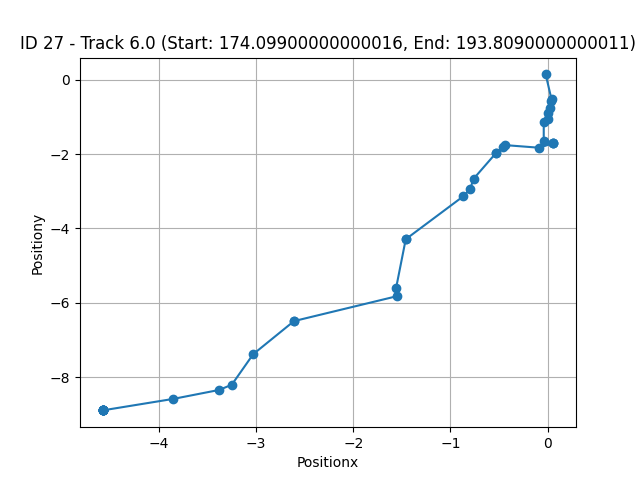 ID 27 - Track 6.0 (Start: 174.09900000000016, End: 193.8090000000011)
0
−2
−4
−6
−8
Positiony
−4 −3 −2 −1 0
Positionx